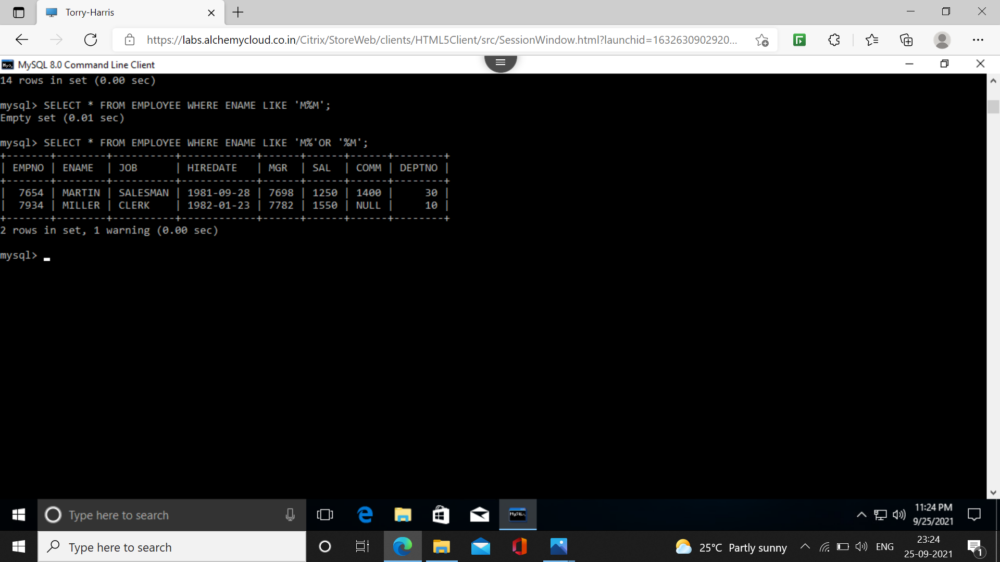 Torry-Harris
https://labs.alchemycloud.co.in/Citrix/StoreWeb/clients/HTML5Client/src/SessionWindow.html?launchid=1632630902920...
MySQL 8.0 Command Line Client
14 rows in set (0.00 sec)
mysql> SELECT * FROM EMPLOYEE WHERE ENAME LIKE 'M%M';
Empty set (0.01 sec)
mysql> SELECT * FROM EMPLOYEE WHERE ENAME LIKE 'M%'OR '%M';
+-------+--------+----------+------------+------+------+------+--------+
| EMPNO | ENAME  | JOB      | HIREDATE   | MGR  | SAL  | COMM | DEPTNO |
+-------+--------+----------+------------+------+------+------+--------+
|  7654 | MARTIN | SALESMAN | 1981-09-28 | 7698 | 1250 | 1400 |     30 |
|  7934 | MILLER | CLERK    | 1982-01-23 | 7782 | 1550 | NULL |     10 |
+-------+--------+----------+------------+------+------+------+--------+
2 rows in set, 1 warning (0.00 sec)
mysql> _
Type here to search
11:24 PM
9/25/2021
Type here to search
25°C Partly sunny
ENG
23:24
25-09-2021
1